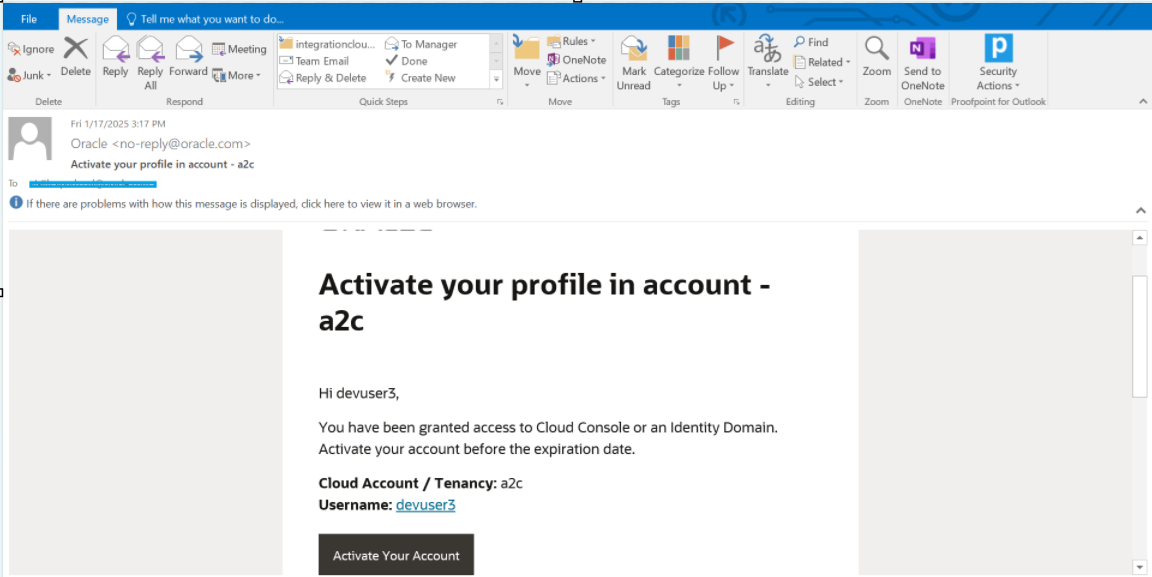 File Message Tell me what you want to do...
Ignore
Junk
Delete
Reply
Reply All
Forward
Meeting
More
integrationclou...
Team Email
Reply & Delete
To Manager
Done
Create New
Move
Rules
OneNote
Actions
Mark Unread
Categorize
Follow Up
Translate
Find
Related
Select
Zoom
Send to OneNote
Security Actions
Delete Respond Quick Steps Move Tags Editing Zoom OneNote Proofpoint for Outlook
Fri 1/17/2025 3:17 PM
Oracle <no-reply@oracle.com>
Activate your profile in account - a2c
To
If there are problems with how this message is displayed, click here to view it in a web browser.
Activate your profile in account -
a2c
Hi devuser3,
You have been granted access to Cloud Console or an Identity Domain.
Activate your account before the expiration date.
Cloud Account / Tenancy: a2c
Username: devuser3
Activate Your Account